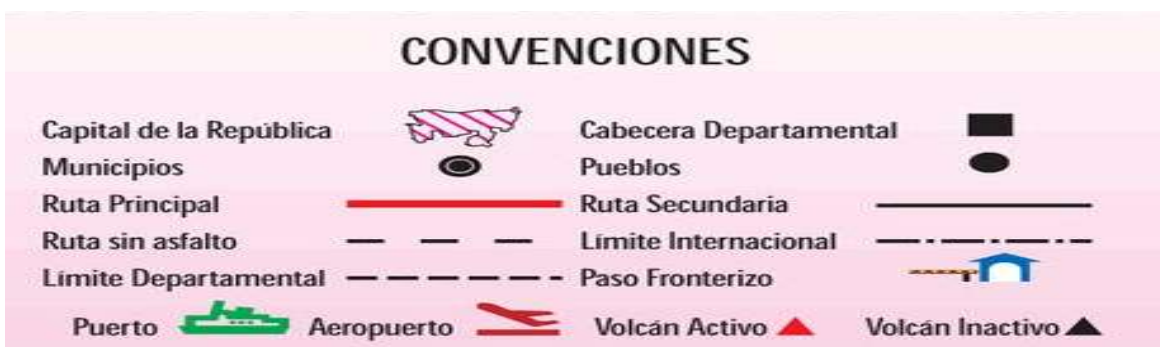 CONVENCIONES
Capital de la República Cabecera Departamental
Municipios Pueblos
Ruta Principal Ruta Secundaria
Ruta sin asfalto Límite Internacional
Límite Departamental Paso Fronterizo
Puerto Aeropuerto Volcán Activo Volcán Inactivo